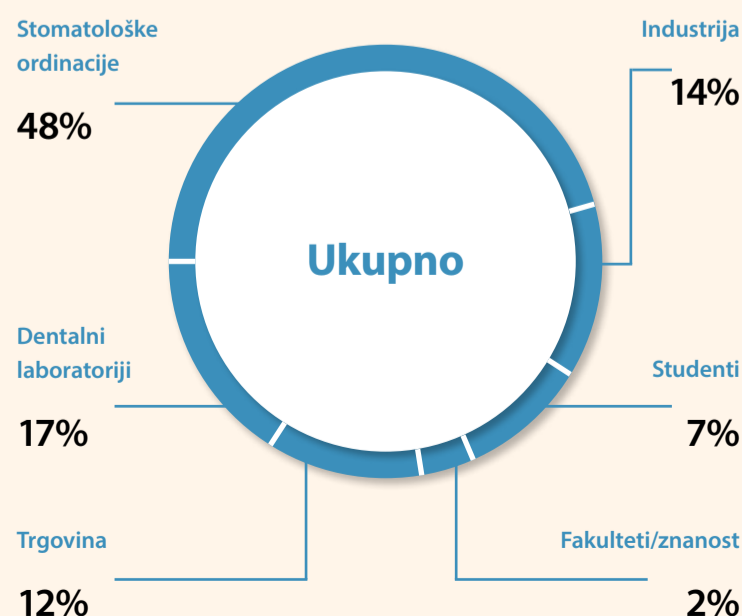 Stomatološke
ordinacije
48%
Industrija
14%
Ukupno
Dentalni
laboratoriji
17%
Studenti
7%
Trgovina
12%
Fakulteti/znanost
2%